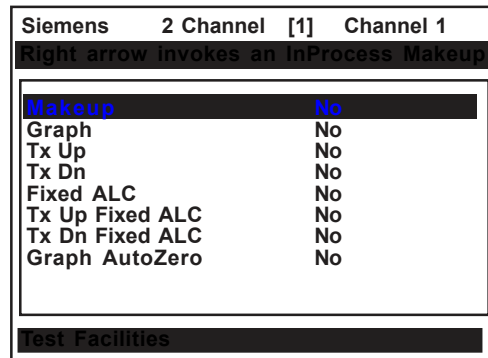 Siemens 2 Channel [1] Channel 1
Right arrow invokes an InProcess Makeup
Makeup No
Graph No
Tx Up No
Tx Dn No
Fixed ALC No
Tx Up Fixed ALC No
Tx Dn Fixed ALC No
Graph AutoZero No
Test Facilities